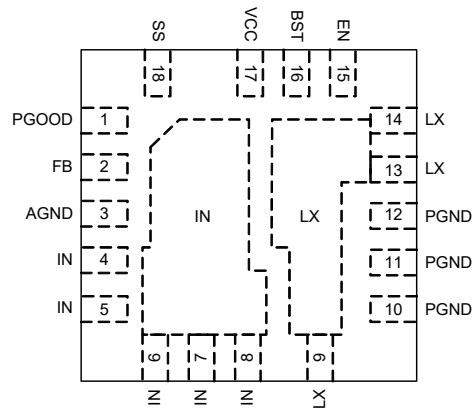 SS
VCC
BST
EN
18
17
16
15
PGOOD 1
14 LX
FB 2
13 LX
AGND 3
12 PGND
IN
LX
IN 4
11 PGND
IN 5
10 PGND
6
7
8
9
IN
IN
IN
LX